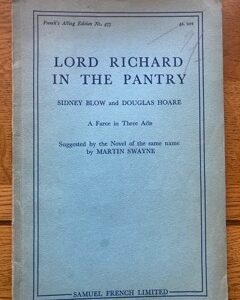 French's Acting Edition No. 477
LORD RICHARD
IN THE PANTRY
SIDNEY BLOW and DOUGLAS HOARE
A Farce in Three Acts
Suggested by the Novel of the same name
by MARTIN SWAYNE
SAMUEL FRENCH LIMITED